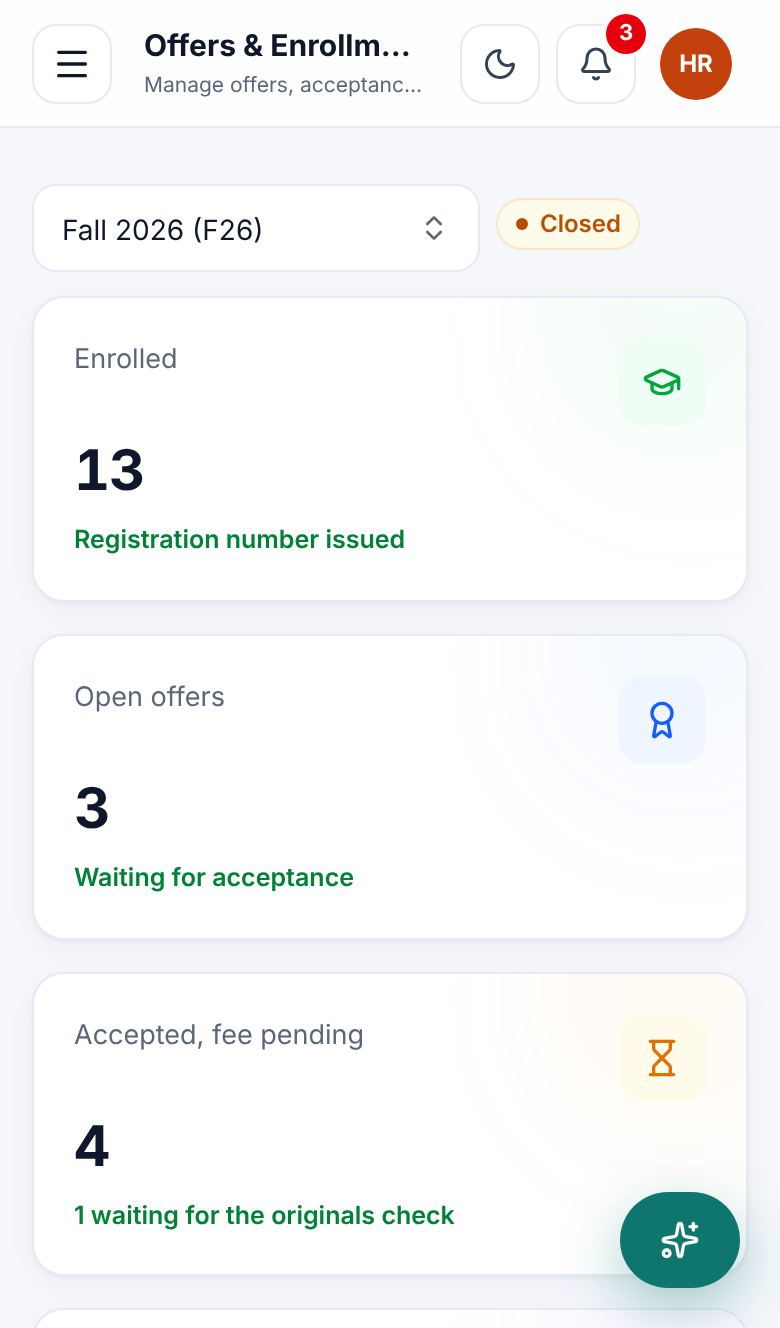 Offers & Enrollm...
3
HR
Manage offers, acceptanc...
Fall 2026 (F26)
Closed
Enrolled
13
Registration number issued
Open offers
3
Waiting for acceptance
Accepted, fee pending
4
1 waiting for the originals check